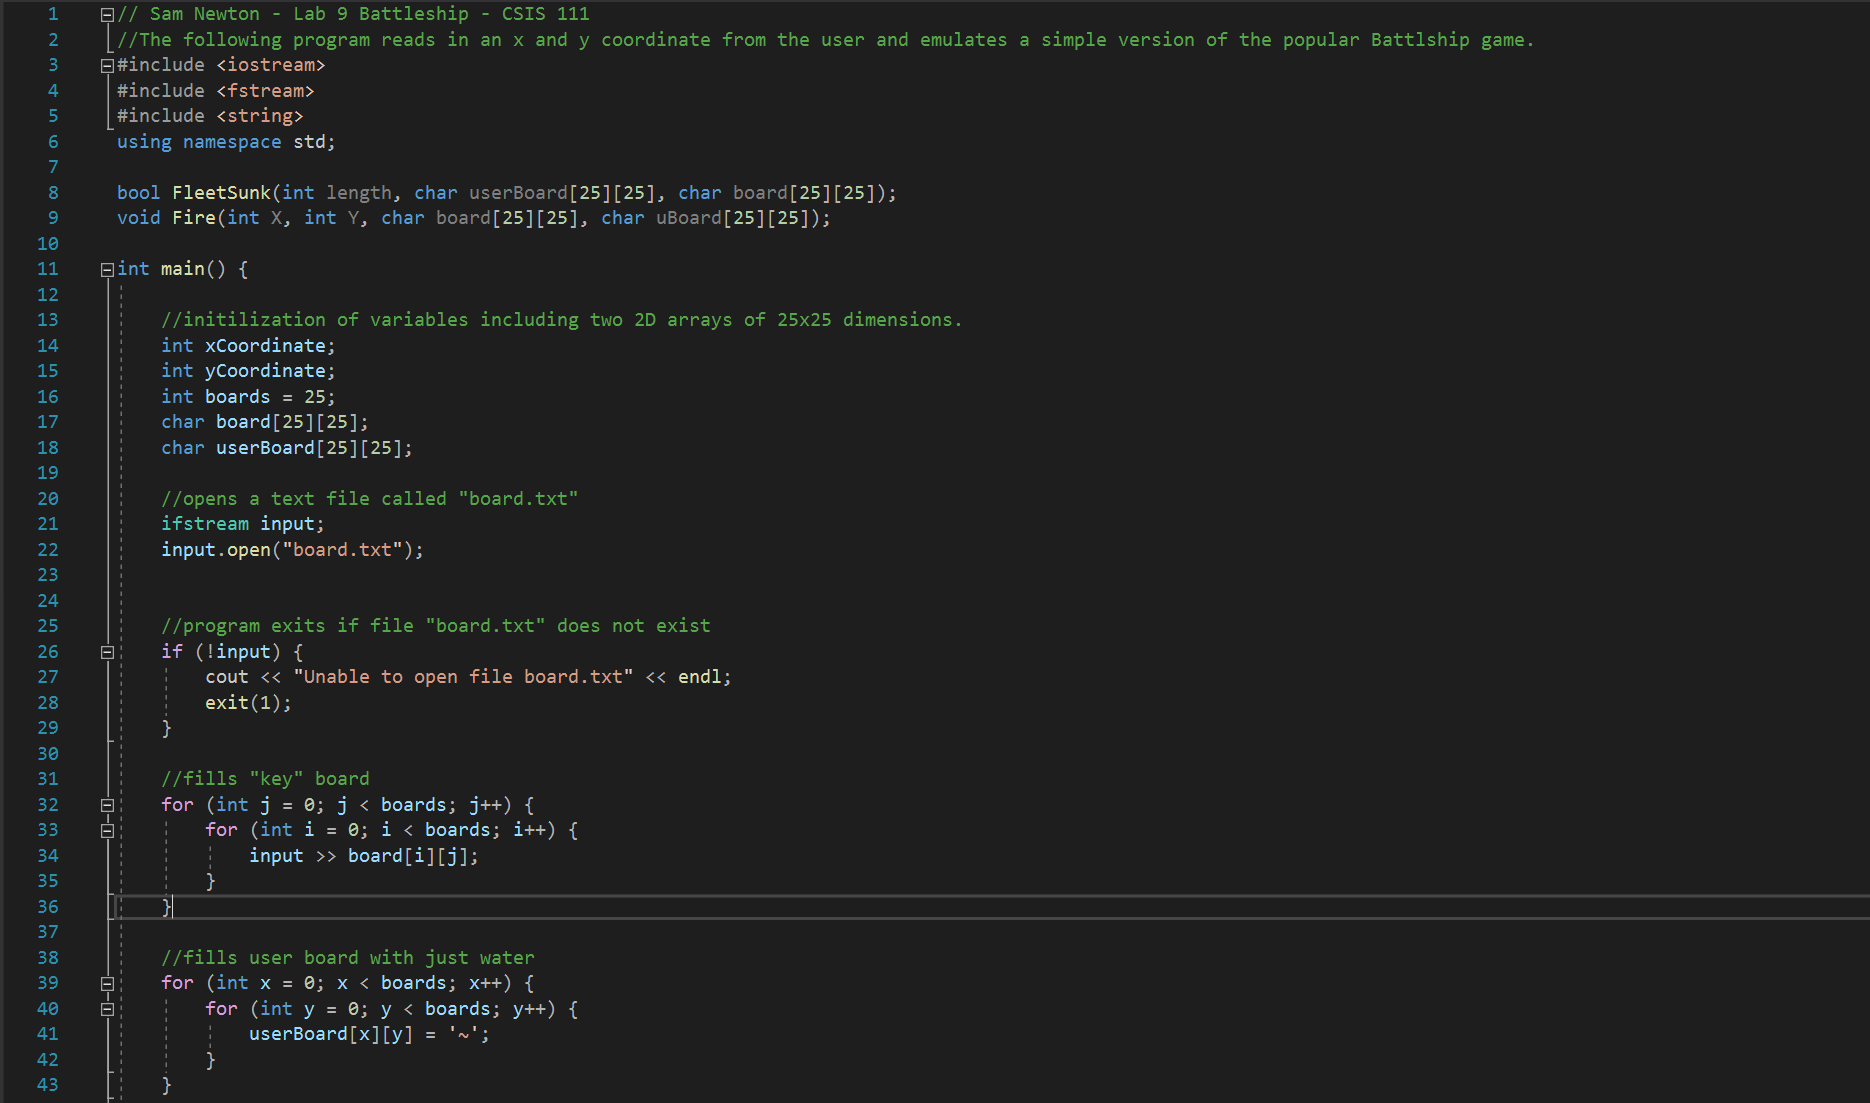 1 // Sam Newton - Lab 9 Battleship - CSIS 111
2 //The following program reads in an x and y coordinate from the user and emulates a simple version of the popular Battlship game.
3 #include <iostream>
4 #include <fstream>
5 #include <string>
6 using namespace std;
7
8 bool FleetSunk(int length, char userBoard[25][25], char board[25][25]);
9 void Fire(int X, int Y, char board[25][25], char uBoard[25][25]);
10
11 int main() {
12
13     //initilization of variables including two 2D arrays of 25x25 dimensions.
14     int xCoordinate;
15     int yCoordinate;
16     int boards = 25;
17     char board[25][25];
18     char userBoard[25][25];
19
20     //opens a text file called "board.txt"
21     ifstream input;
22     input.open("board.txt");
23
24
25     //program exits if file "board.txt" does not exist
26     if (!input) {
27         cout << "Unable to open file board.txt" << endl;
28         exit(1);
29     }
30
31     //fills "key" board
32     for (int j = 0; j < boards; j++) {
33         for (int i = 0; i < boards; i++) {
34             input >> board[i][j];
35         }
36     }
37
38     //fills user board with just water
39     for (int x = 0; x < boards; x++) {
40         for (int y = 0; y < boards; y++) {
41             userBoard[x][y] = '~';
42         }
43     }